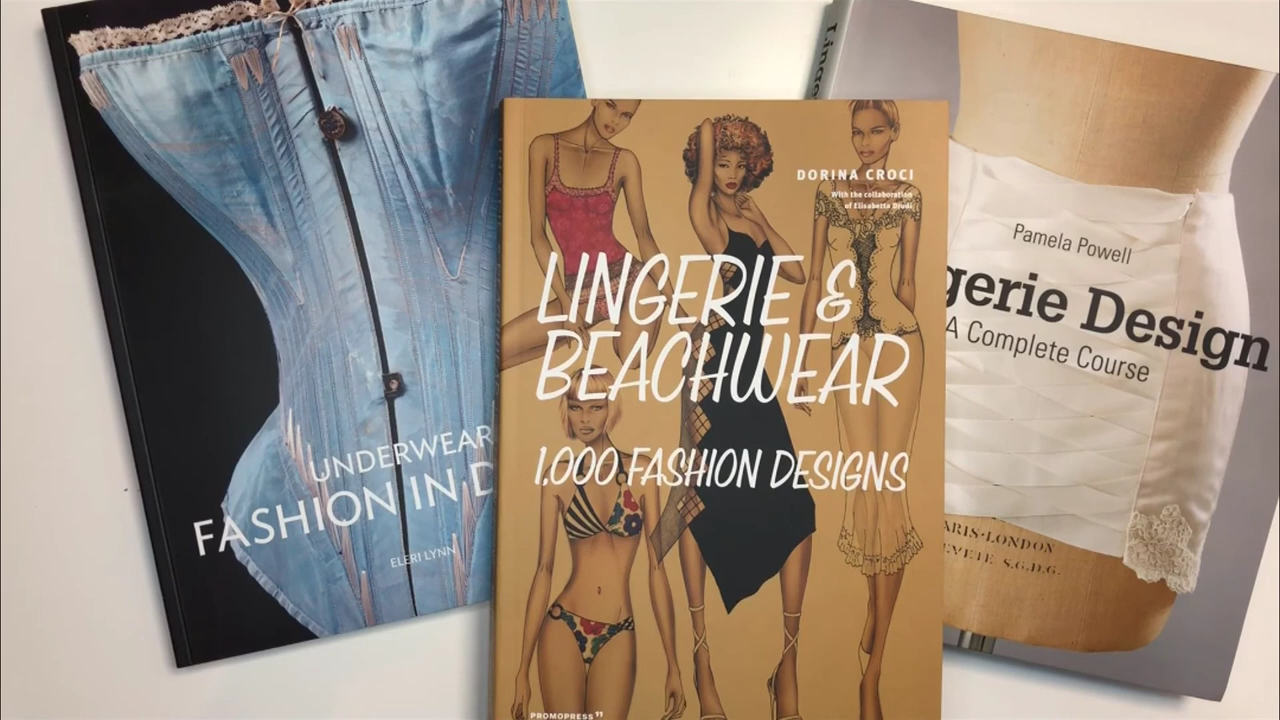 UNDERWEAR
FASHION IN D
ELERI LYNN
DORINA CROCI
With the collaboration
of Elisabetta Drudi
LINGERIE &
BEACHWEAR
1.000 FASHION DESIGNS
PROMOPRESS
Linge
Pamela Powell
gerie Design
A Complete Course
ARIS·LONDON
EVETE S.G.D.G.